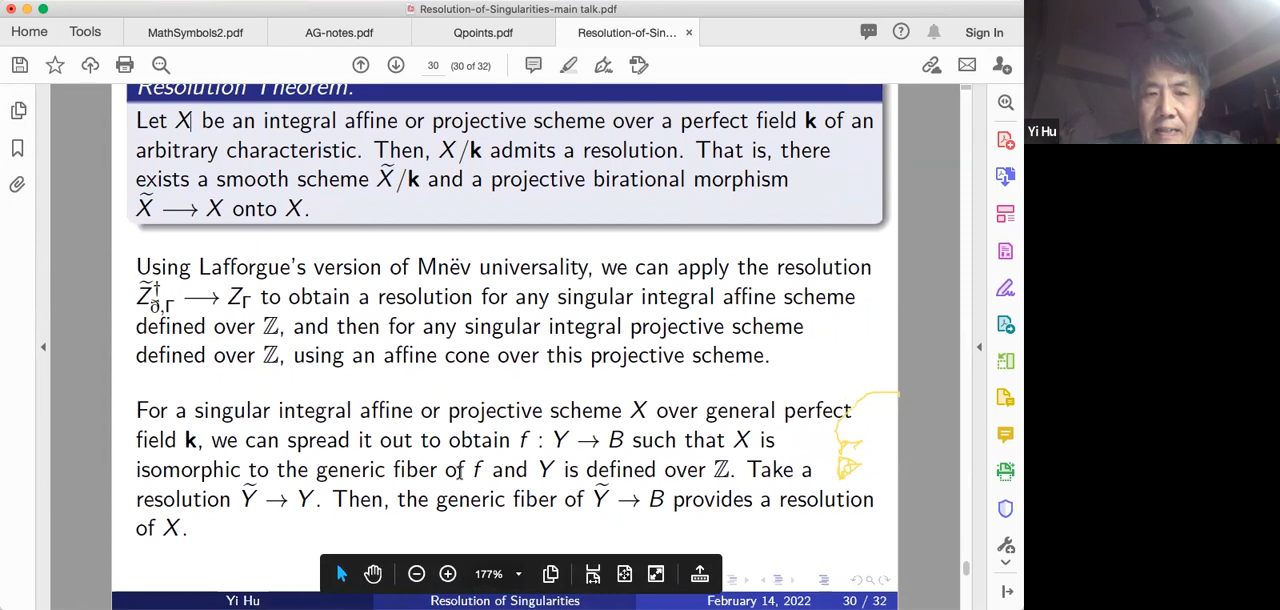 Resolution-of-Singularities-main talk.pdf
Home Tools MathSymbols2.pdf AG-notes.pdf Qpoints.pdf Resolution-of-Sin... × Sign In
30 (30 of 32)
Resolution Theorem.
Let X be an integral affine or projective scheme over a perfect field k of an
arbitrary characteristic. Then, X/k admits a resolution. That is, there
exists a smooth scheme X̃/k and a projective birational morphism
X̃ ⟶ X onto X.
Using Lafforgue's version of Mnëv universality, we can apply the resolution
Z̃†ð,Γ ⟶ ZΓ to obtain a resolution for any singular integral affine scheme
defined over ℤ, and then for any singular integral projective scheme
defined over ℤ, using an affine cone over this projective scheme.
For a singular integral affine or projective scheme X over general perfect
field k, we can spread it out to obtain f : Y → B such that X is
isomorphic to the generic fiber of f and Y is defined over ℤ. Take a
resolution Ỹ → Y. Then, the generic fiber of Ỹ → B provides a resolution
of X.
177%
Yi Hu Resolution of Singularities February 14, 2022 30 / 32
Yi Hu